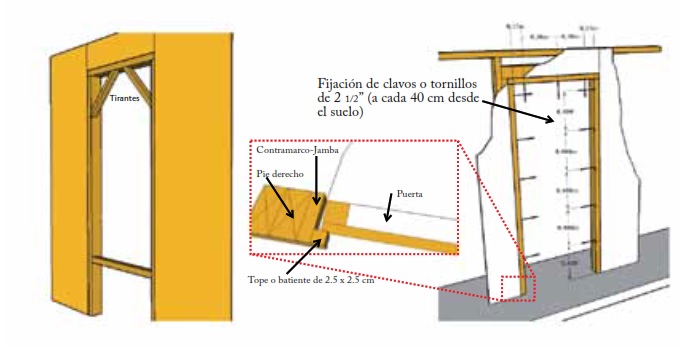 Tirantes
Fijación de clavos o tornillos
de 2 1/2" (a cada 40 cm desde
el suelo)
Contramarco-Jamba
Pie derecho
Puerta
Tope o batiente de 2.5 x 2.5 cm